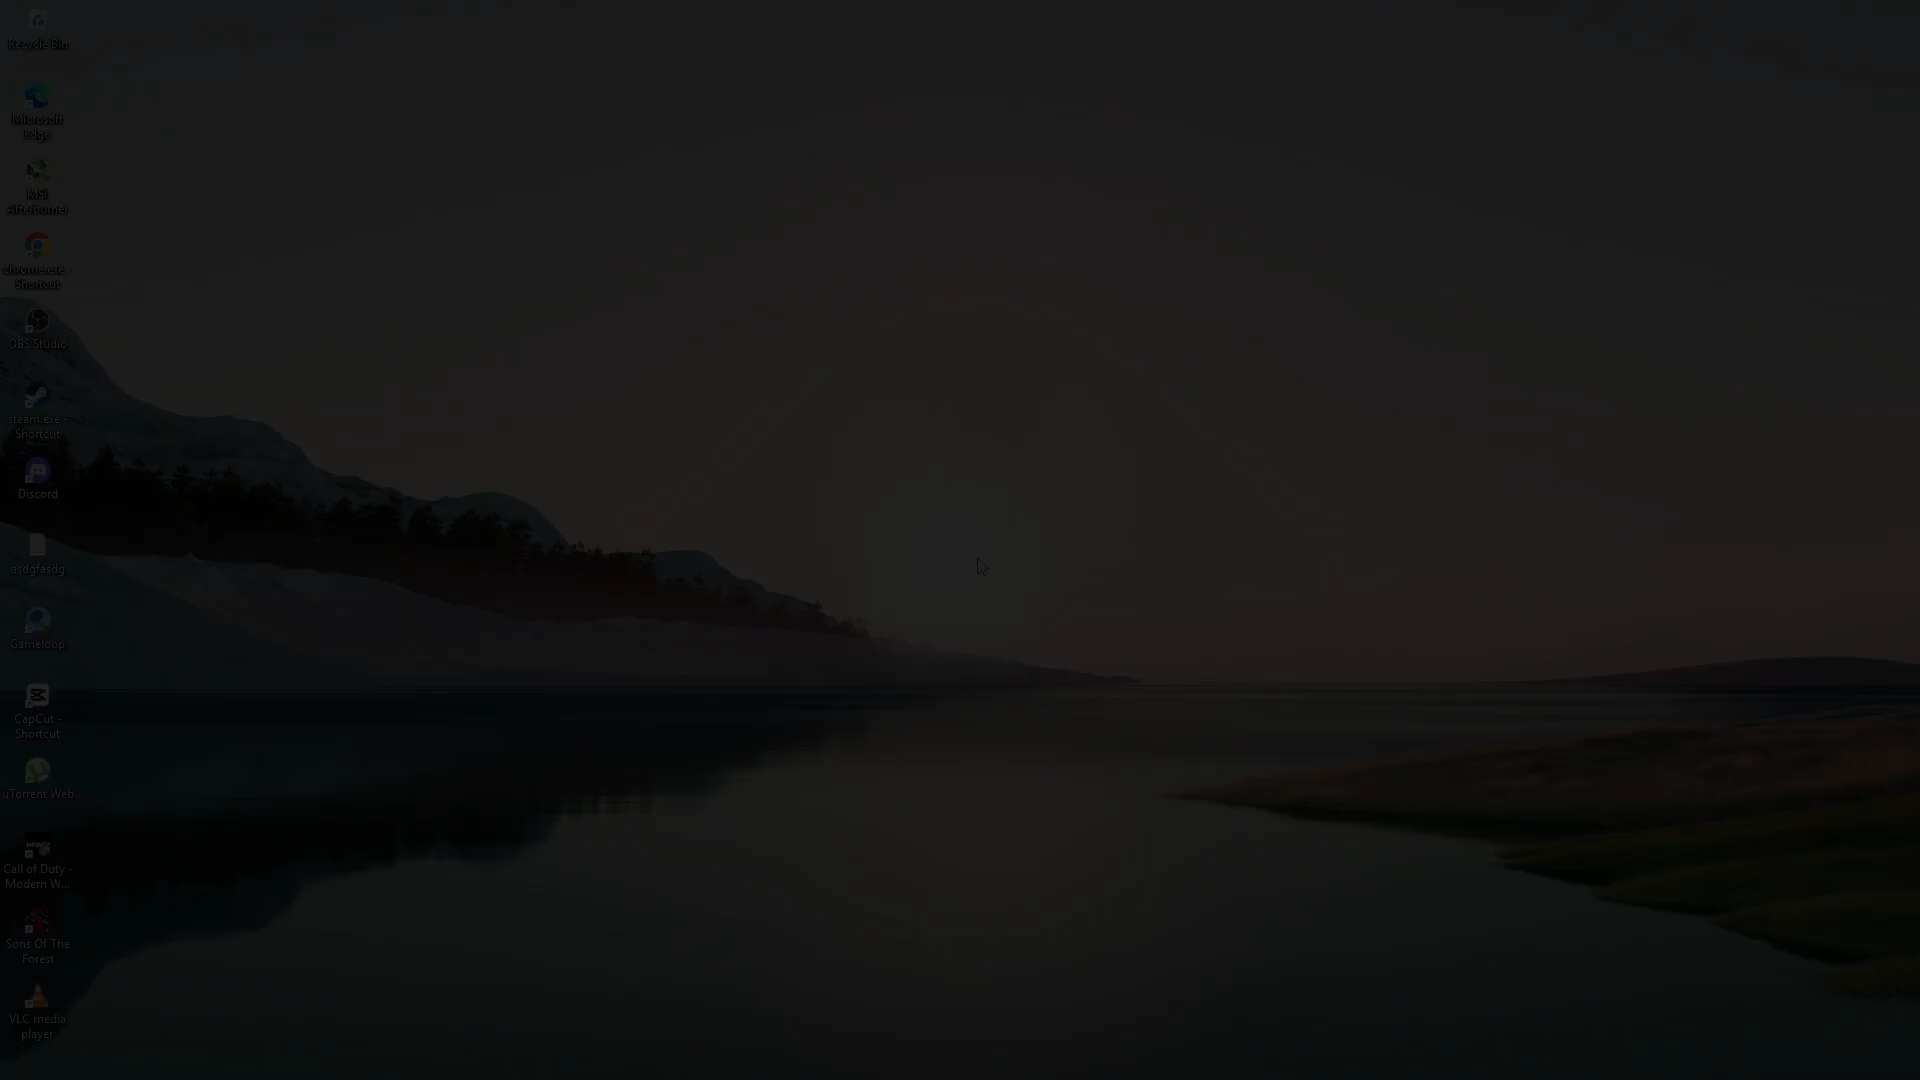 Recycle Bin
Microsoft
Edge
MSI
Afterburner
chrome.exe -
Shortcut
OBS Studio
steam.exe -
Shortcut
Discord
asdgfasdg
Gameloop
CapCut -
Shortcut
uTorrent Web
MWII
Call of Duty -
Modern W...
Sons Of The
Forest
VLC media
player